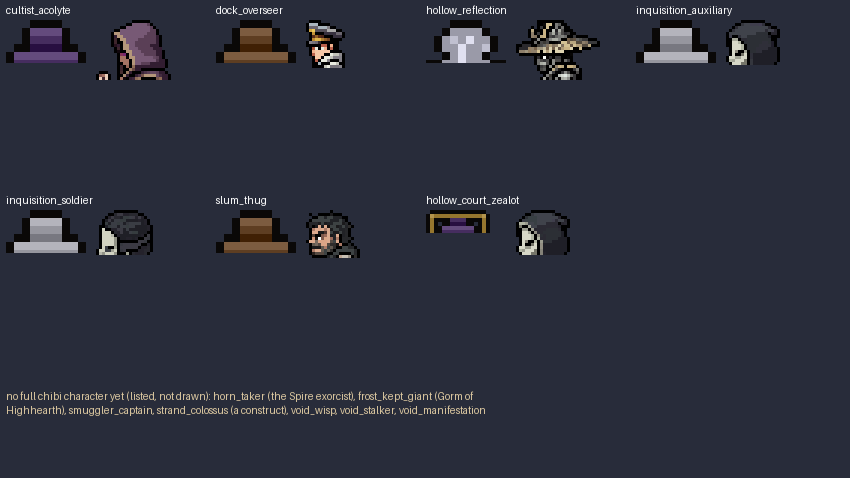 cultist_acolyte
dock_overseer
hollow_reflection
inquisition_auxiliary
inquisition_soldier
slum_thug
hollow_court_zealot
no full chibi character yet (listed, not drawn): horn_taker (the Spire exorcist), frost_kept_giant (Gorm of
Highhearth), smuggler_captain, strand_colossus (a construct), void_wisp, void_stalker, void_manifestation